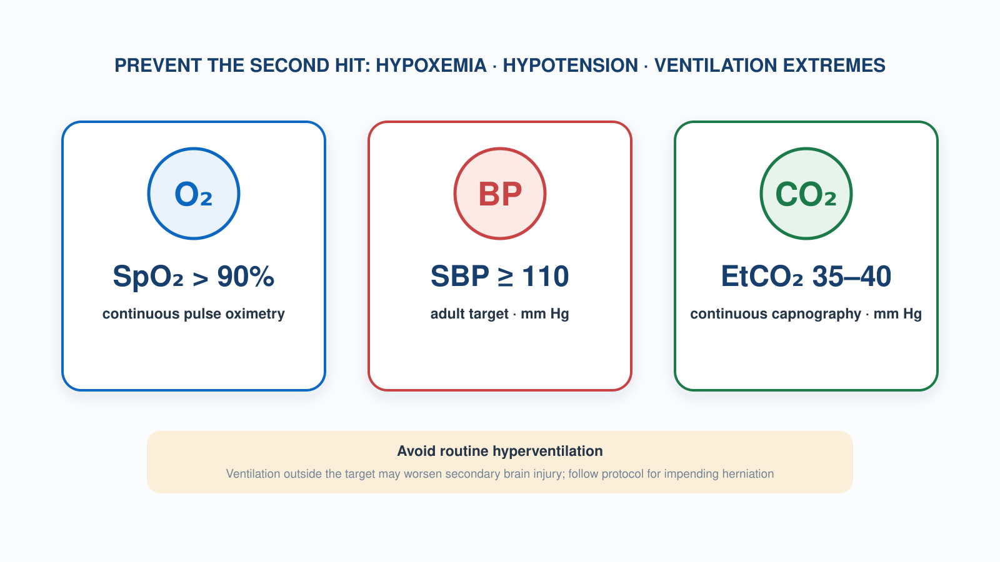 PREVENT THE SECOND HIT: HYPOXEMIA · HYPOTENSION · VENTILATION EXTREMES
O₂
SpO₂ > 90%
continuous pulse oximetry
BP
SBP ≥ 110
adult target · mm Hg
CO₂
EtCO₂ 35–40
continuous capnography · mm Hg
Avoid routine hyperventilation
Ventilation outside the target may worsen secondary brain injury; follow protocol for impending herniation